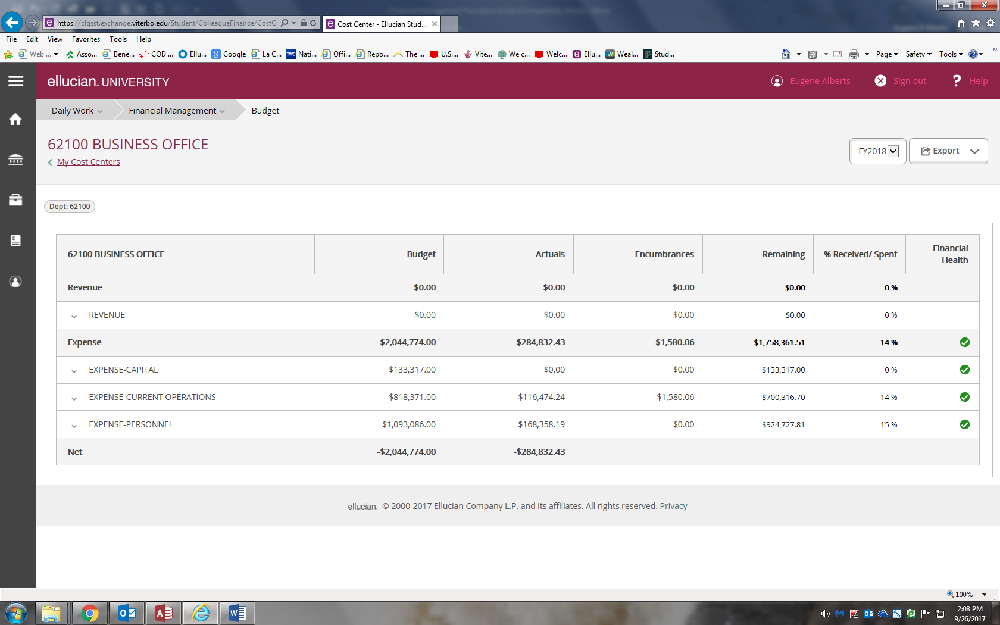 https://clgsst.exchange.viterbo.edu/Student/ColleagueFinance/CostC
Cost Center - Ellucian Stud...
File Edit View Favorites Tools Help
Web ... Asso... Bene... COD ... Ellu... Google La C... TWC Nati... Offi... Repo... The ... U.S.... Vite... We c... Welc... Ellu... Weal... Stud... Page Safety Tools
ellucian. UNIVERSITY
Eugene Alberts Sign out ? Help
Daily Work Financial Management Budget
62100 BUSINESS OFFICE
My Cost Centers
FY2018 Export
Dept: 62100
62100 BUSINESS OFFICE Budget Actuals Encumbrances Remaining % Received/ Spent Financial Health
Revenue $0.00 $0.00 $0.00 $0.00 0 %
REVENUE $0.00 $0.00 $0.00 $0.00 0 %
Expense $2,044,774.00 $284,832.43 $1,580.06 $1,758,361.51 14 %
EXPENSE-CAPITAL $133,317.00 $0.00 $0.00 $133,317.00 0 %
EXPENSE-CURRENT OPERATIONS $818,371.00 $116,474.24 $1,580.06 $700,316.70 14 %
EXPENSE-PERSONNEL $1,093,086.00 $168,358.19 $0.00 $924,727.81 15 %
Net -$2,044,774.00 -$284,832.43
ellucian. © 2000-2017 Ellucian Company L.P. and its affiliates. All rights reserved. Privacy
100%
2:08 PM
9/26/2017